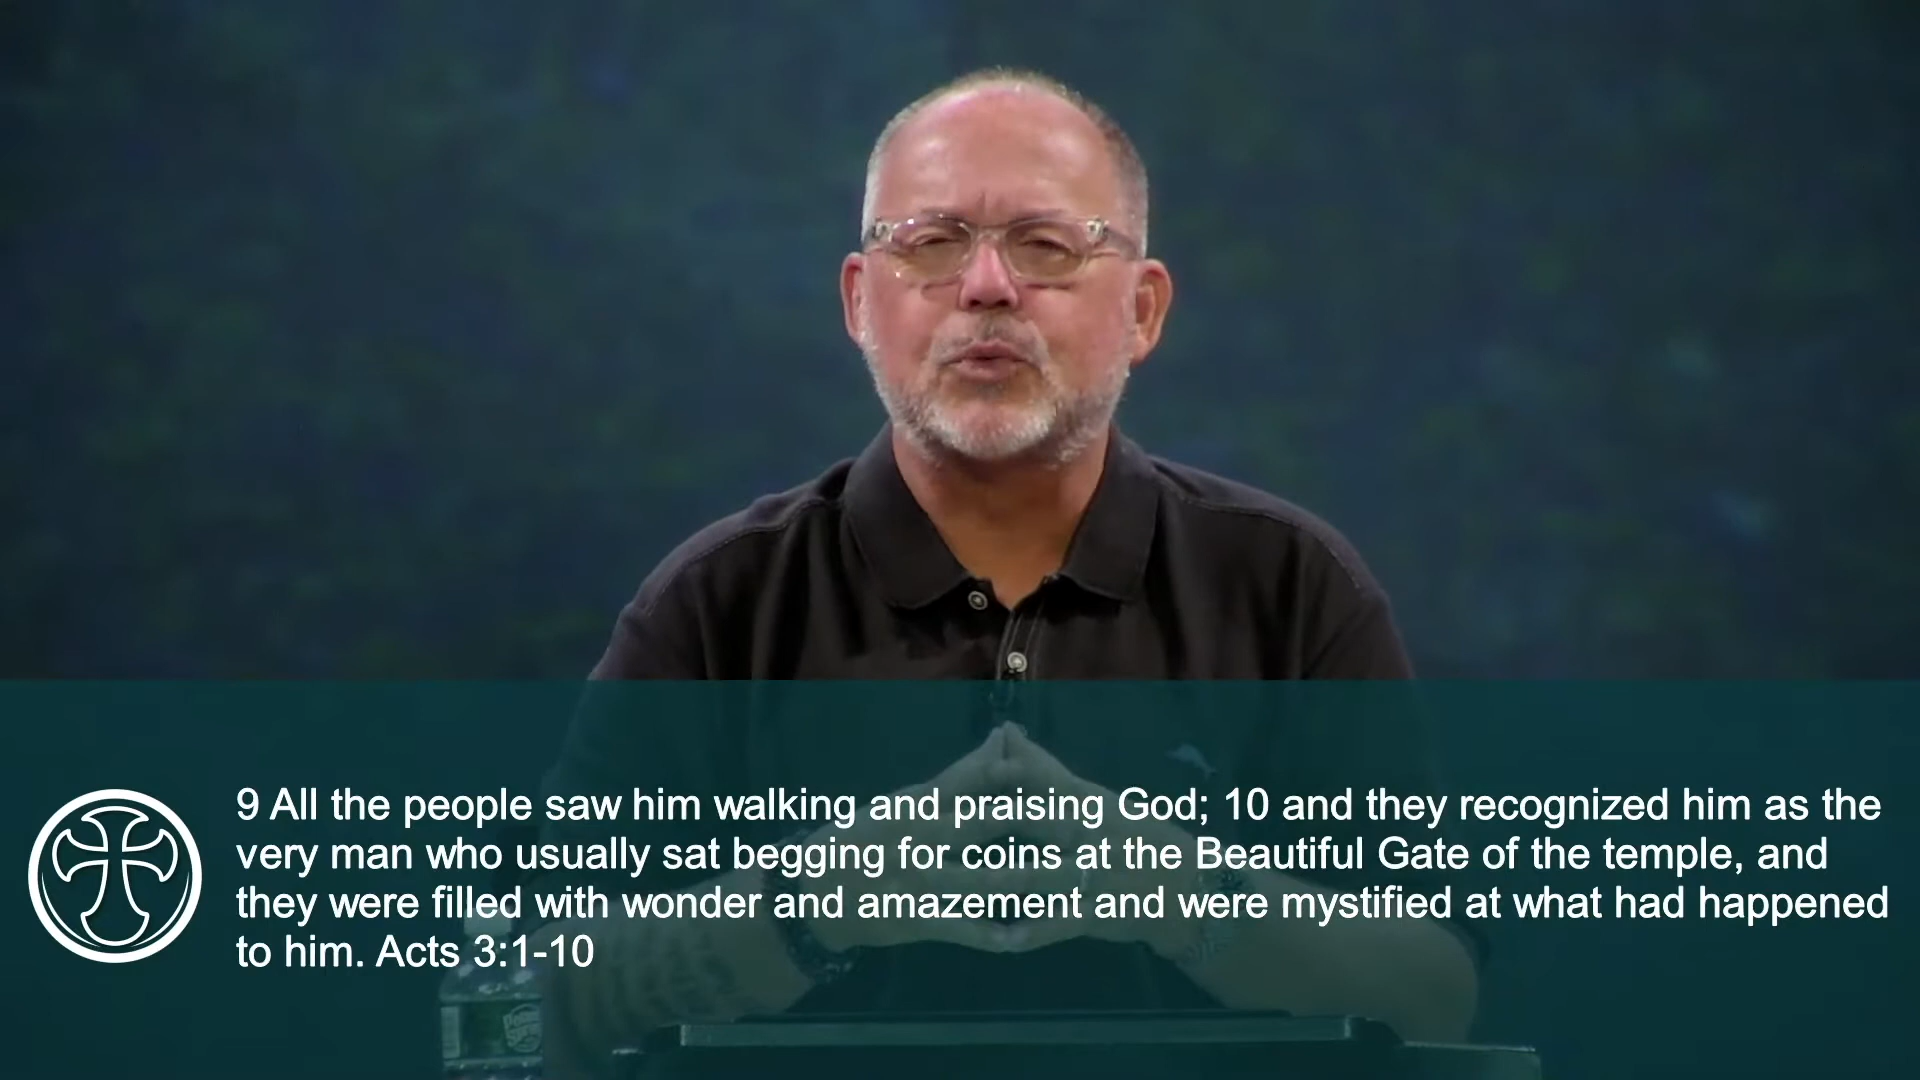 9 All the people saw him walking and praising God; 10 and they recognized him as the
very man who usually sat begging for coins at the Beautiful Gate of the temple, and
they were filled with wonder and amazement and were mystified at what had happened
to him. Acts 3:1-10